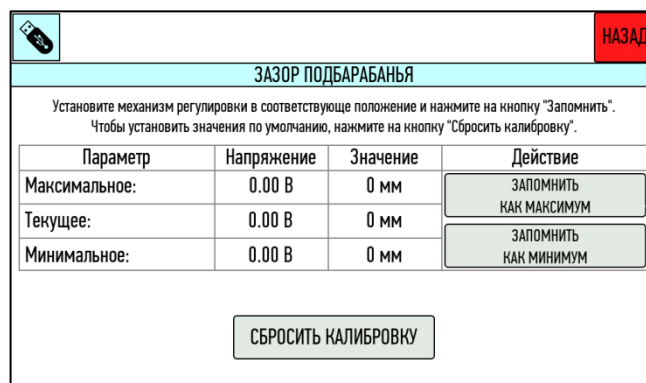 НАЗАД
ЗАЗОР ПОДБАРАБАНЬЯ
Установите механизм регулировки в соответствующе положение и нажмите на кнопку "Запомнить".
Чтобы установить значения по умолчанию, нажмите на кнопку "Сбросить калибровку".
Параметр Напряжение Значение Действие
Максимальное: 0.00 В 0 мм ЗАПОМНИТЬ
КАК МАКСИМУМ
Текущее: 0.00 В 0 мм
ЗАПОМНИТЬ
КАК МИНИМУМ
Минимальное: 0.00 В 0 мм
СБРОСИТЬ КАЛИБРОВКУ